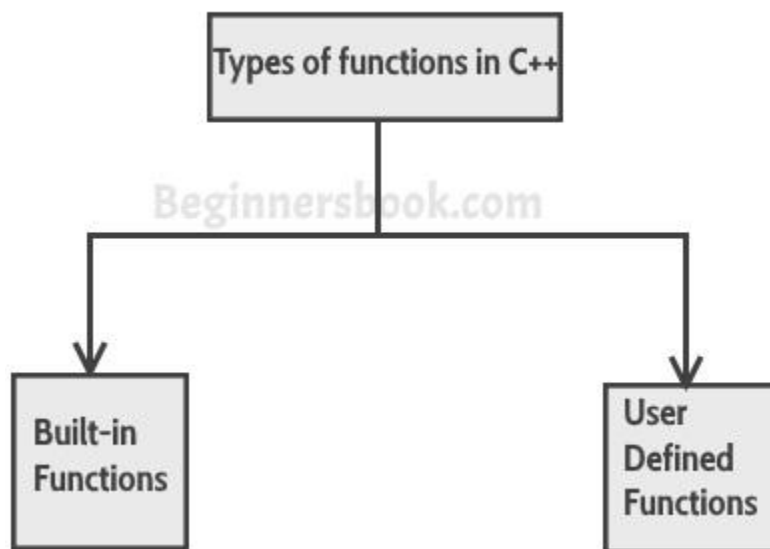 Types of functions in C++
Beginnersbook.com
Built-in
Functions
User
Defined
Functions